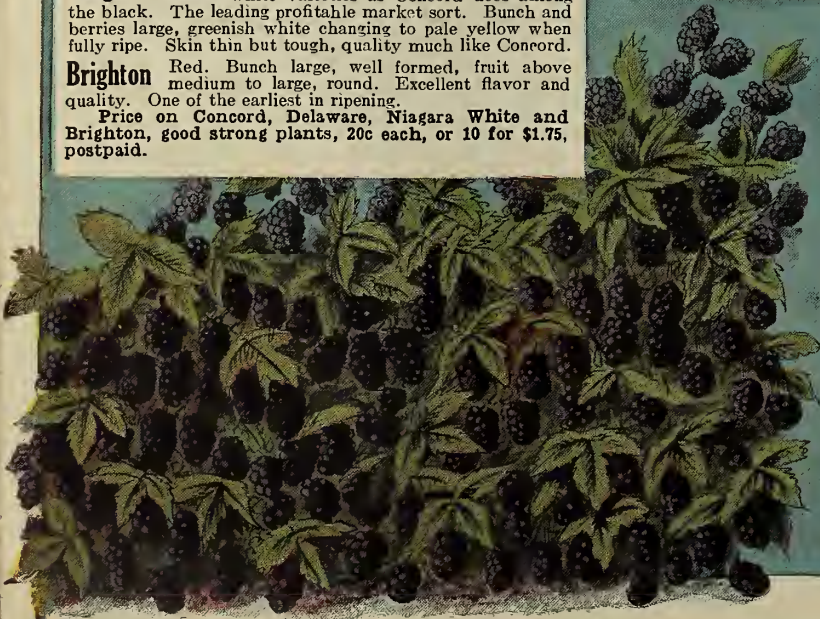 the black. The leading profitable market sort. Bunch and
berries large, greenish white changing to pale yellow when
fully ripe. Skin thin but tough, quality much like Concord.
Brighton Red. Bunch large, well formed, fruit above
medium to large, round. Excellent flavor and
quality. One of the earliest in ripening.
Price on Concord, Delaware, Niagara White and
Brighton, good strong plants, 20c each, or 10 for $1.75,
postpaid.